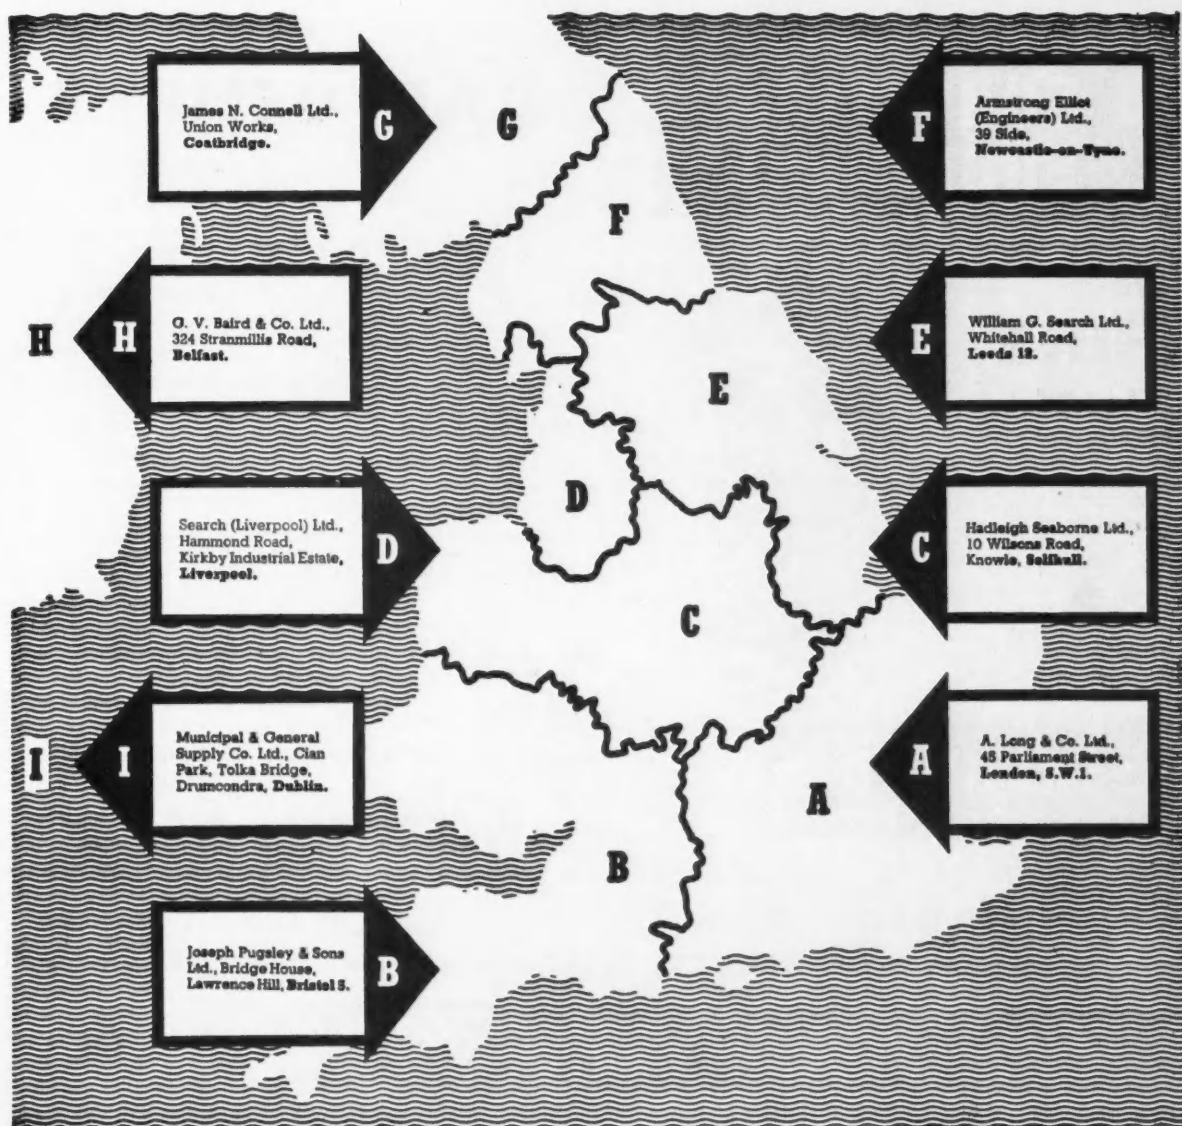 James N. Connell Ltd.,
Union Works,
Coatbridge.
G
G
F
Armstrong Elliot
(Engineers) Ltd.,
39 Side,
Newcastle-on-Tyne.
F
H
H
G. V. Baird & Co. Ltd.,
324 Stranmillis Road,
Belfast.
E
William G. Search Ltd.,
Whitehall Road,
Leeds 12.
E
Search (Liverpool) Ltd.,
Hammond Road,
Kirkby Industrial Estate,
Liverpool.
D
D
C
Hadleigh Seaborne Ltd.,
10 Wilsons Road,
Knowle, Solihull.
C
I
I
Municipal & General
Supply Co. Ltd., Cian
Park, Tolka Bridge,
Drumcondra, Dublin.
A
A. Long & Co. Ltd.,
45 Parliament Street,
London, S.W.1.
A
B
Joseph Pugsley & Sons
Ltd., Bridge House,
Lawrence Hill, Bristol 5.
B